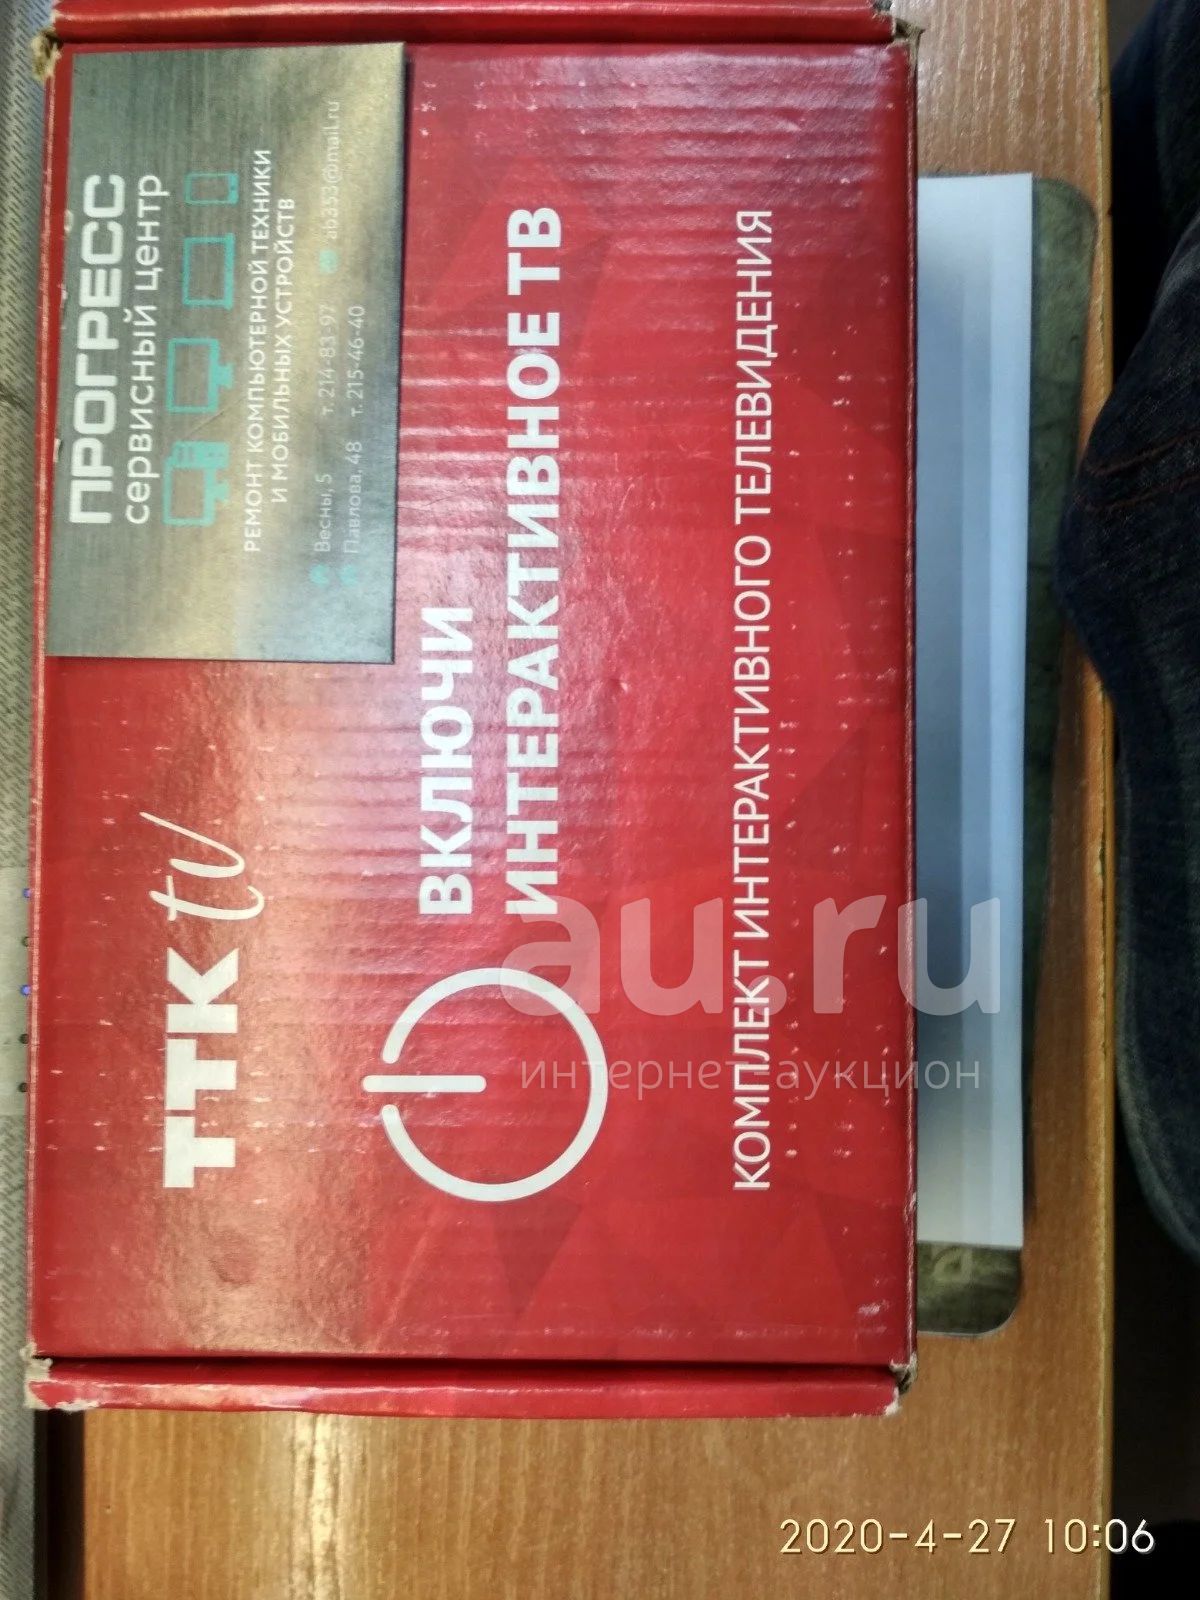 ПРОГРЕСС
сервисный центр
РЕМОНТ КОМПЬЮТЕРНОЙ ТЕХНИКИ
И МОБИЛЬНЫХ УСТРОЙСТВ
Весны, 5 т. 214-83-97 ab353@mail.ru
Павлова, 48 т. 215-46-40
ТТК tv
ВКЛЮЧИ
ИНТЕРАКТИВНОЕ ТВ
КОМПЛЕКТ ИНТЕРАКТИВНОГО ТЕЛЕВИДЕНИЯ
au.ru
интернет-аукцион
2020-4-27 10:06